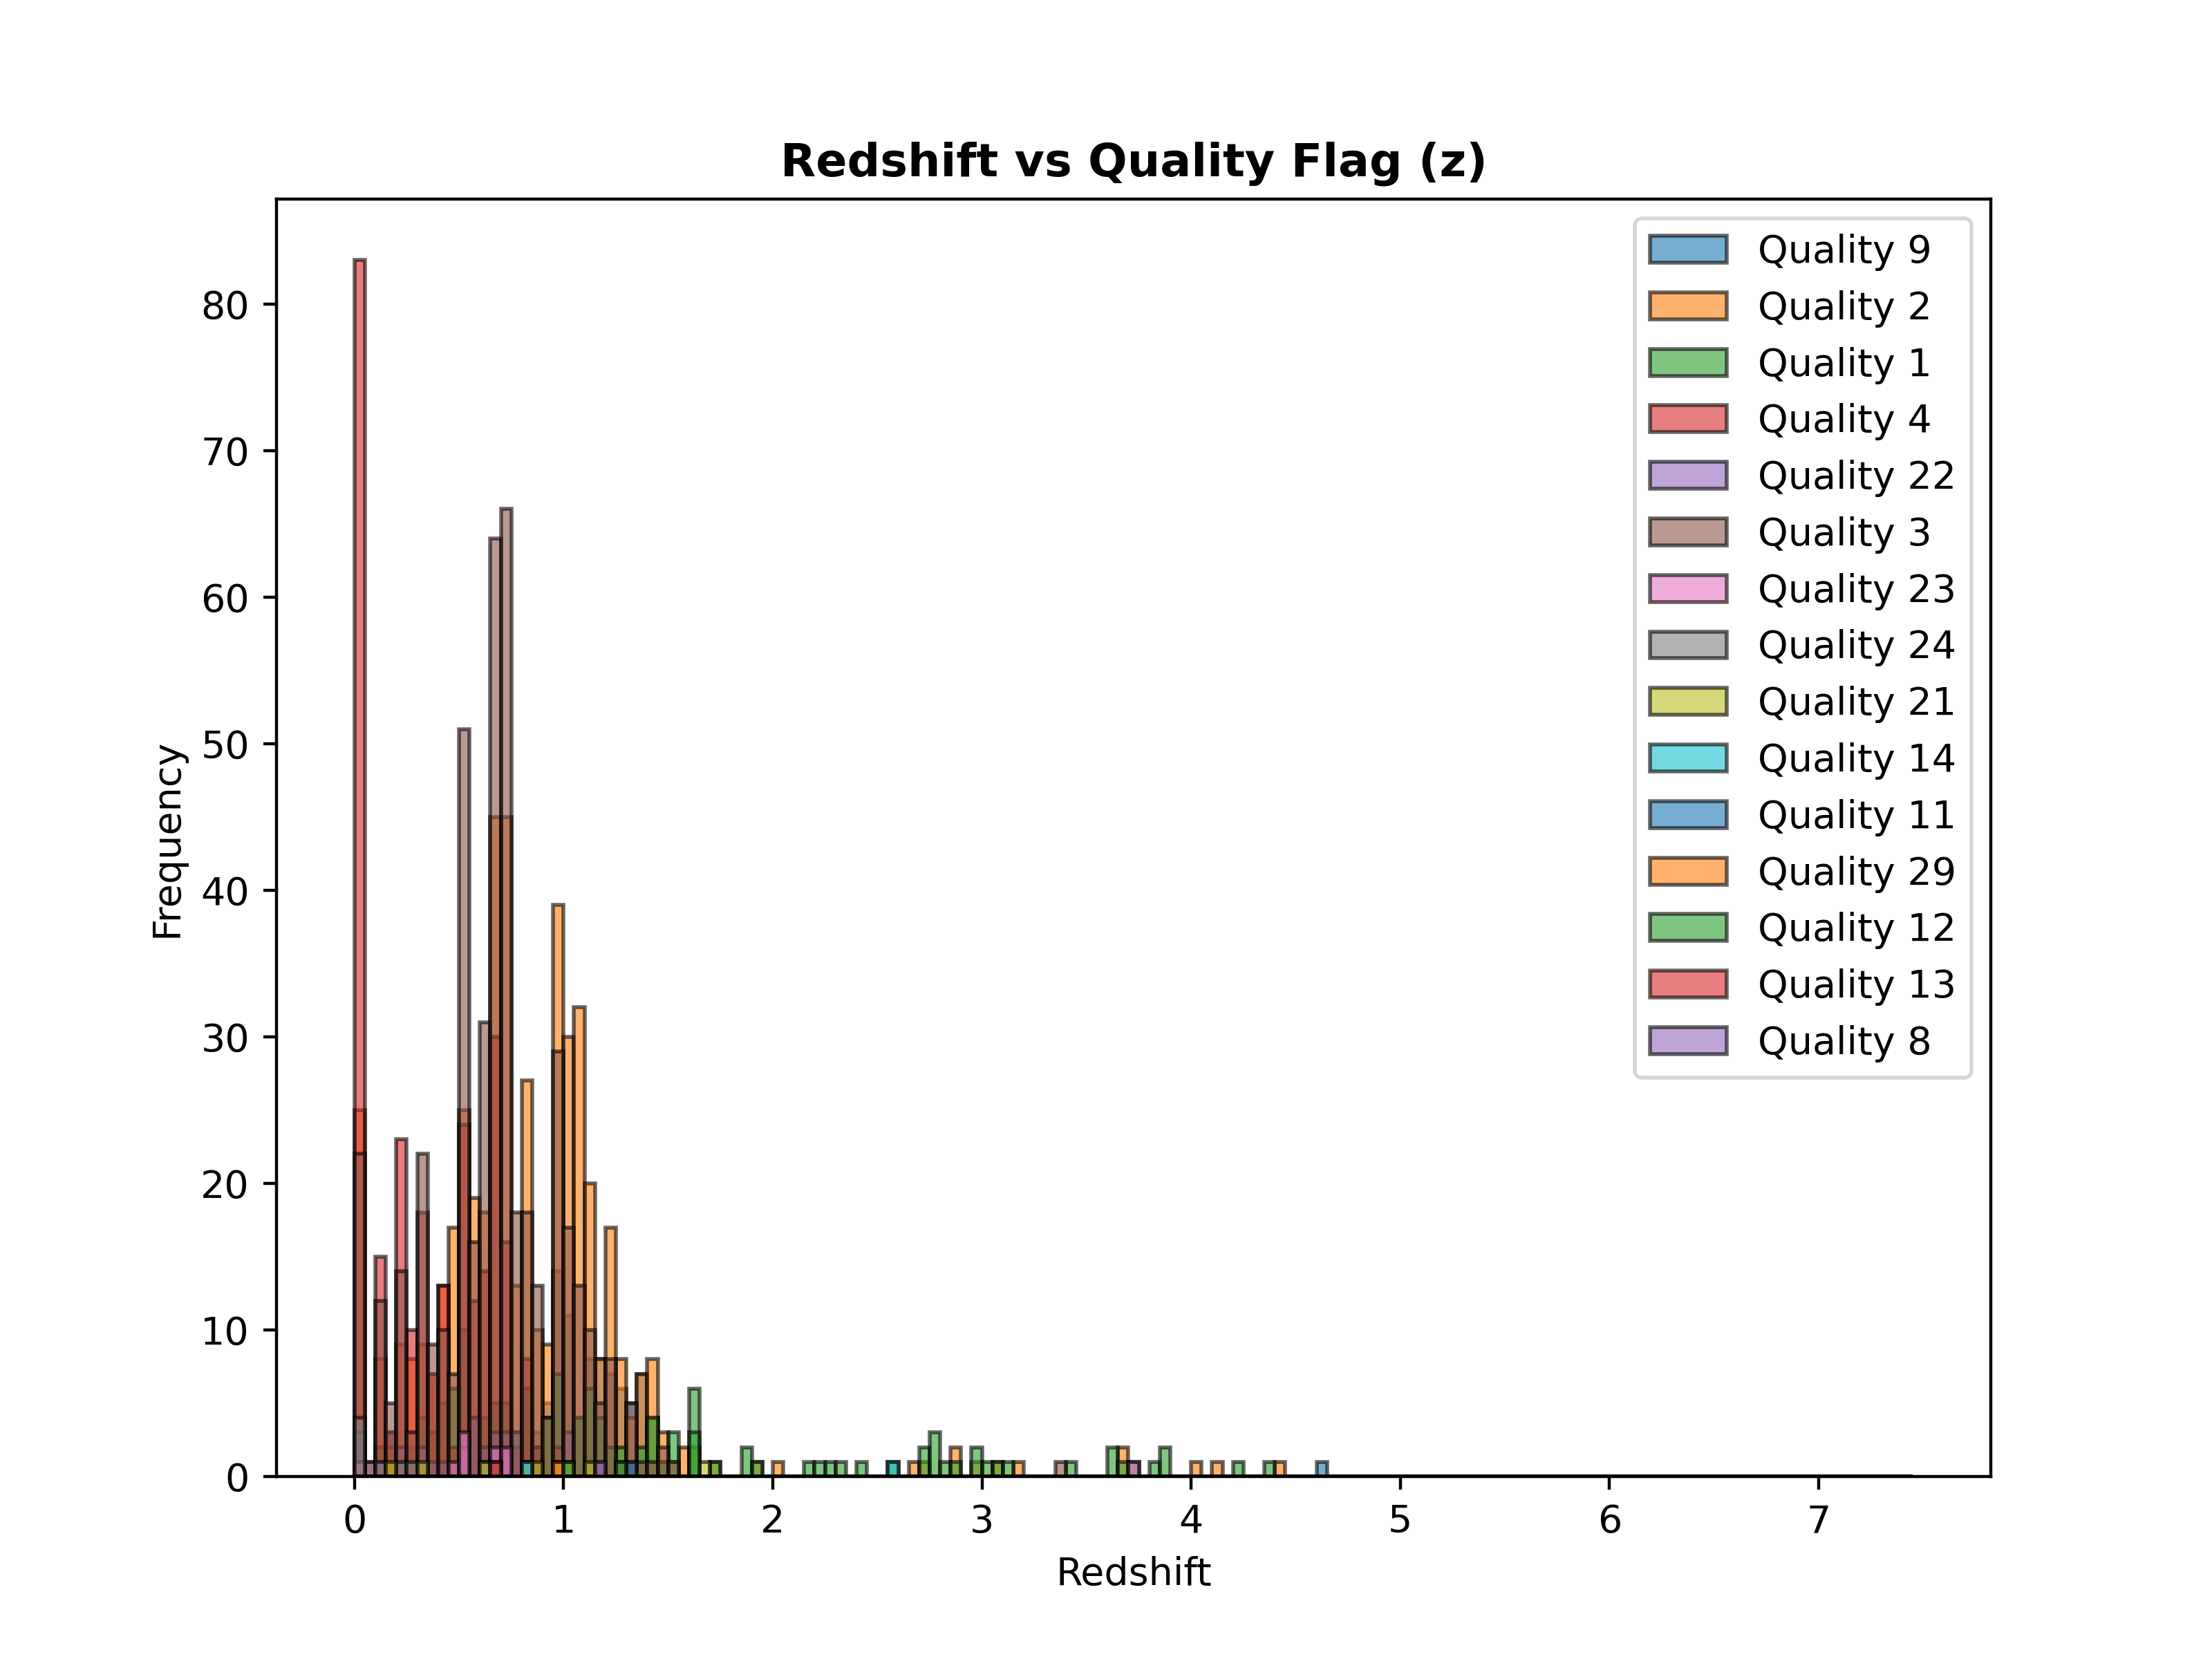 Redshift vs Quality Flag (z)
Quality 9
Quality 2
Quality 1
Quality 4
Quality 22
Quality 3
Quality 23
Quality 24
Quality 21
Quality 14
Quality 11
Quality 29
Quality 12
Quality 13
Quality 8
80
70
60
50
40
30
20
10
0
Frequency
0 1 2 3 4 5 6 7
Redshift